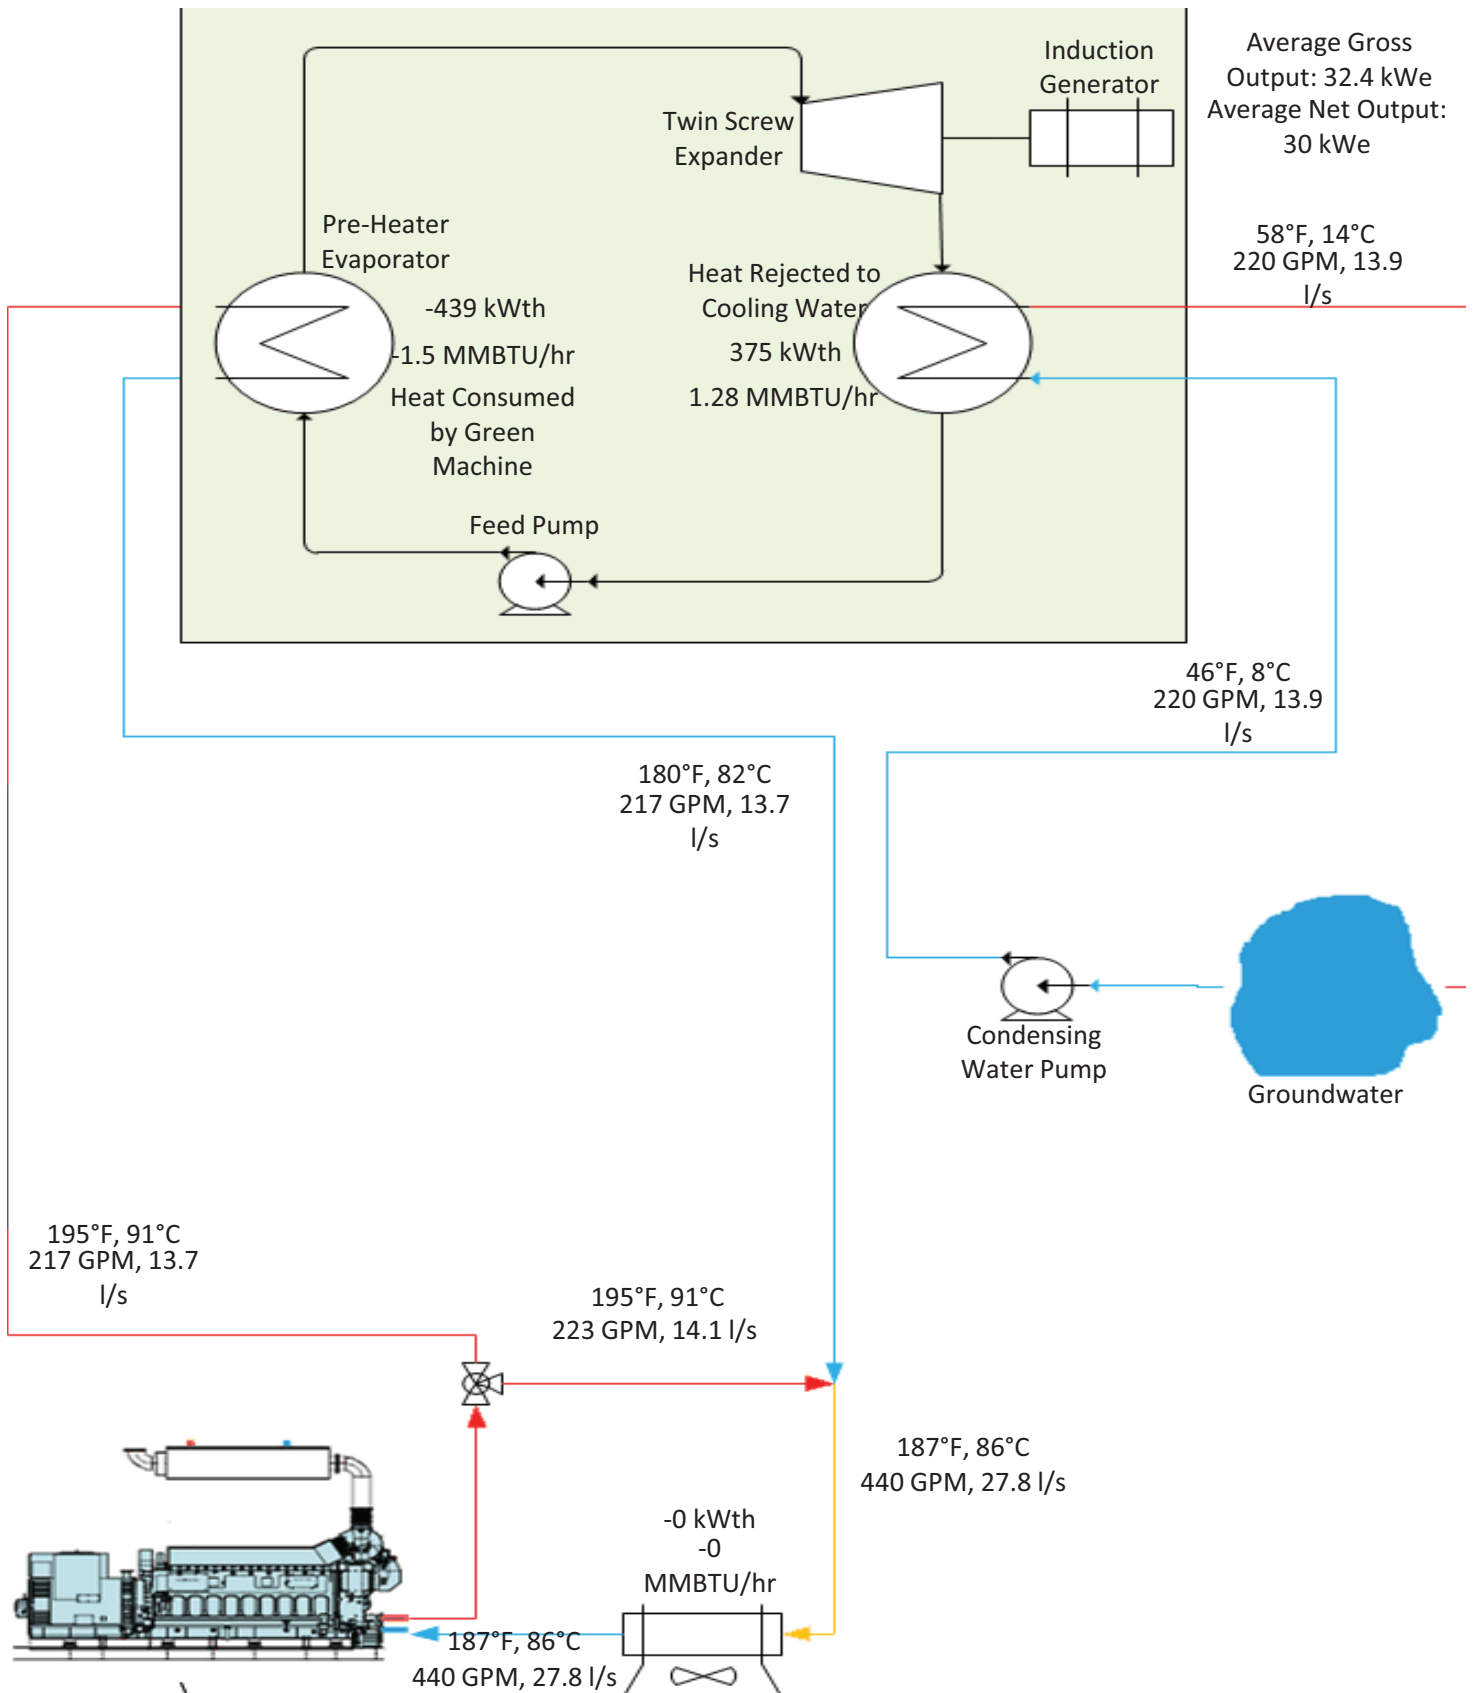 Induction
Generator
Average Gross
Output: 32.4 kWe
Average Net Output:
30 kWe
Twin Screw
Expander
Pre-Heater
Evaporator
-439 kWth
-1.5 MMBTU/hr
Heat Consumed
by Green
Machine
Heat Rejected to
Cooling Water
375 kWth
1.28 MMBTU/hr
58°F, 14°C
220 GPM, 13.9
l/s
Feed Pump
46°F, 8°C
220 GPM, 13.9
l/s
180°F, 82°C
217 GPM, 13.7
l/s
Condensing
Water Pump
Groundwater
195°F, 91°C
217 GPM, 13.7
l/s
195°F, 91°C
223 GPM, 14.1 l/s
187°F, 86°C
440 GPM, 27.8 l/s
-0 kWth
-0
MMBTU/hr
187°F, 86°C
440 GPM, 27.8 l/s